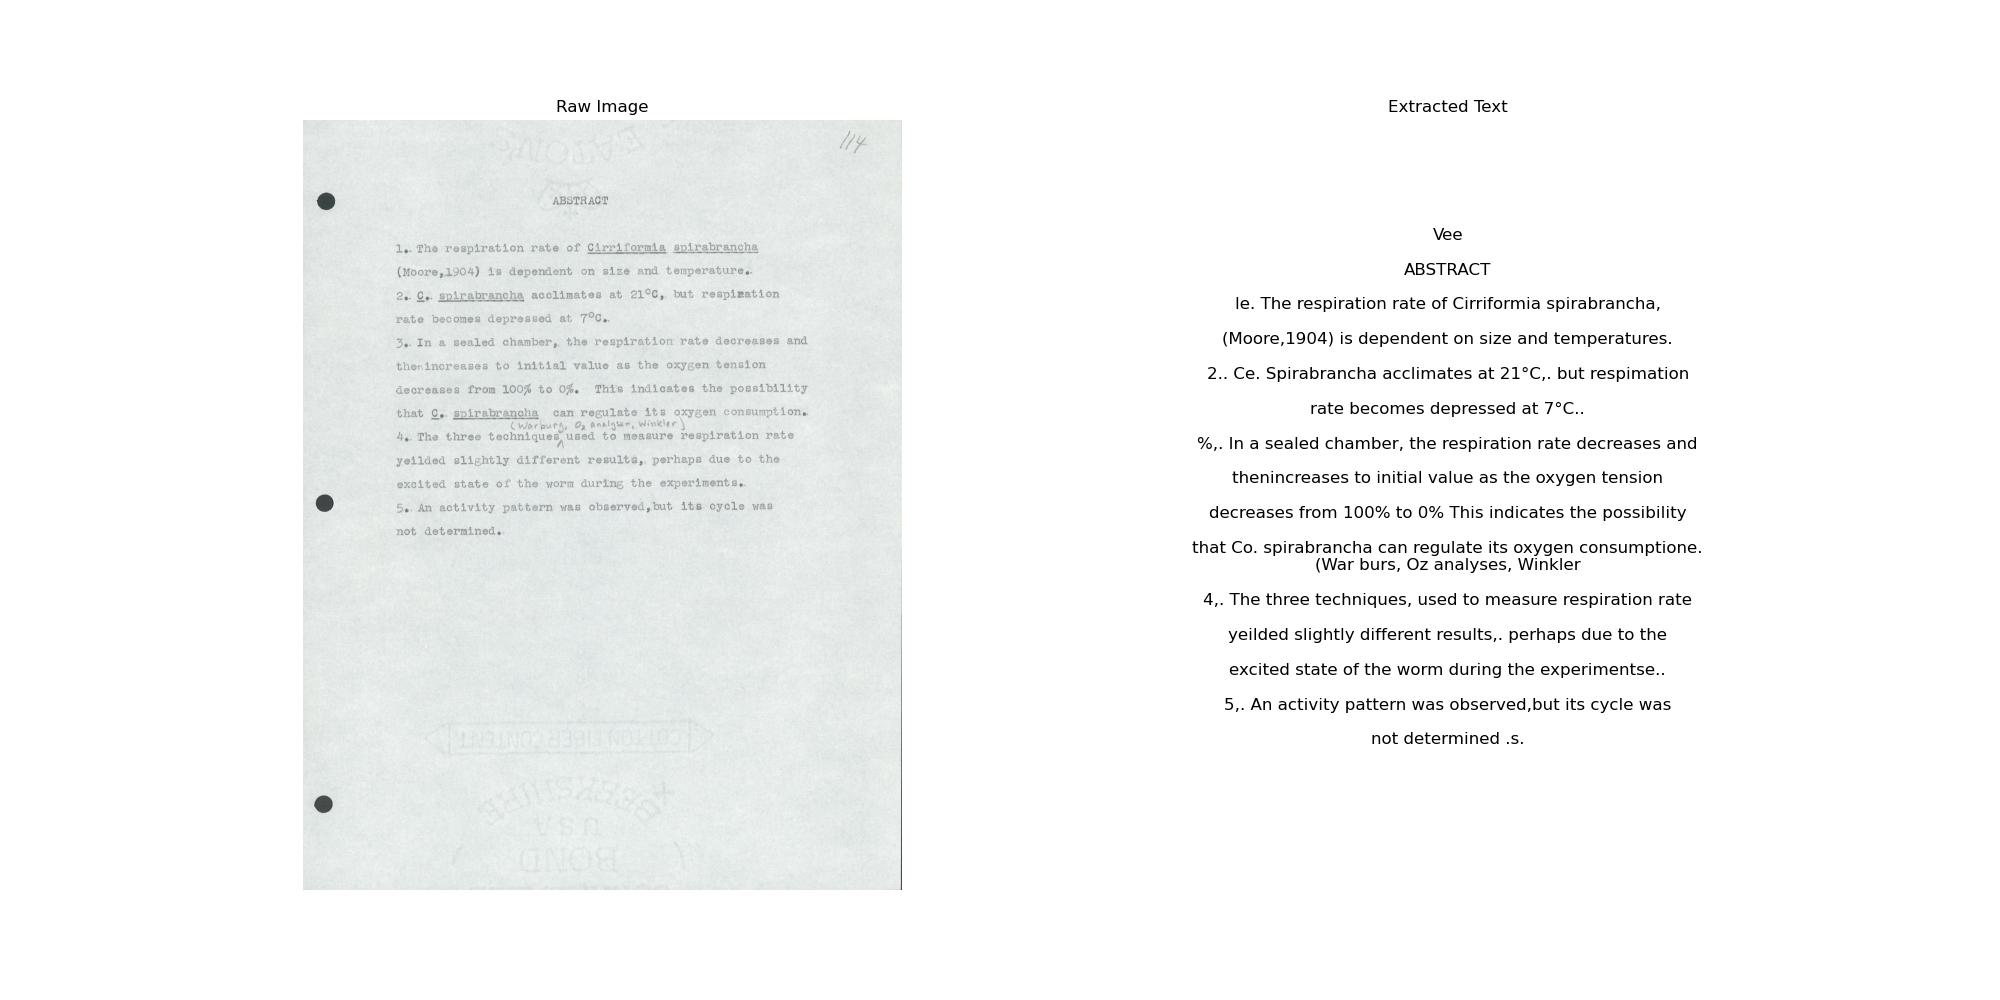 Raw Image
114
EATON'S
ABSTRACT
1. The respiration rate of Cirriformia spirabrancha
(Moore,1904) is dependent on size and temperature.
2. C. spirabrancha acclimates at 21°C, but respiration
rate becomes depressed at 7°C.
3. In a sealed chamber, the respiration rate decreases and
then increases to initial value as the oxygen tension
decreases from 100% to 0%. This indicates the possibility
that C. spirabrancha can regulate its oxygen consumption.
(Warburg, O2 analyser, Winkler)
4. The three techniques used to measure respiration rate
yeilded slightly different results, perhaps due to the
excited state of the worm during the experiments.
5. An activity pattern was observed,but its cycle was
not determined.
COTTON FIBER CONTENT
BERKSHIRE
USA
BOND
Extracted Text
Vee
ABSTRACT
le. The respiration rate of Cirriformia spirabrancha,
(Moore,1904) is dependent on size and temperatures.
2.. Ce. Spirabrancha acclimates at 21°C,. but respimation
rate becomes depressed at 7°C..
%,. In a sealed chamber, the respiration rate decreases and
thenincreases to initial value as the oxygen tension
decreases from 100% to 0% This indicates the possibility
that Co. spirabrancha can regulate its oxygen consumptione.
(War burs, Oz analyses, Winkler
4,. The three techniques, used to measure respiration rate
yeilded slightly different results,. perhaps due to the
excited state of the worm during the experimentse..
5,. An activity pattern was observed,but its cycle was
not determined .s.